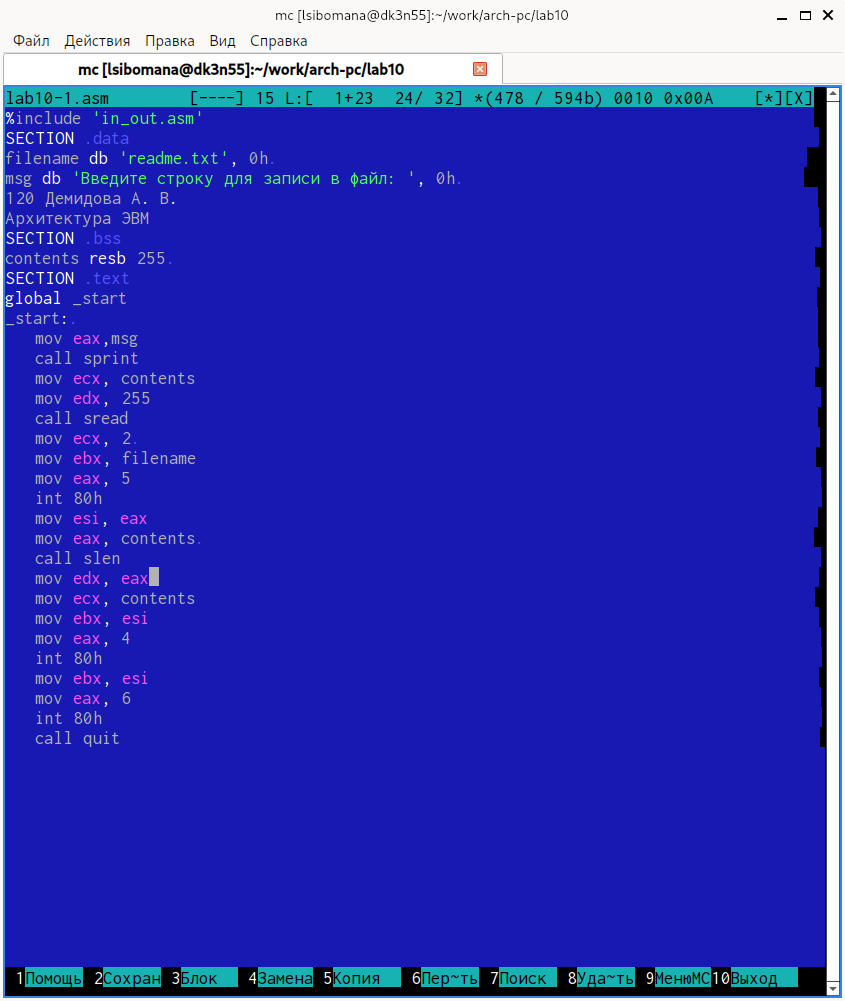 mc [lsibomana@dk3n55]:~/work/arch-pc/lab10
Файл Действия Правка Вид Справка
mc [lsibomana@dk3n55]:~/work/arch-pc/lab10
lab10-1.asm [----] 15 L:[ 1+23 24/ 32] *(478 / 594b) 0010 0x00A [*][X]
%include 'in_out.asm'
SECTION .data
filename db 'readme.txt', 0h.
msg db 'Введите строку для записи в файл: ', 0h.
120 Демидова А. В.
Архитектура ЭВМ
SECTION .bss
contents resb 255.
SECTION .text
global _start
_start:.
mov eax,msg
call sprint
mov ecx, contents
mov edx, 255
call sread
mov ecx, 2.
mov ebx, filename
mov eax, 5
int 80h
mov esi, eax
mov eax, contents.
call slen
mov edx, eax
mov ecx, contents
mov ebx, esi
mov eax, 4
int 80h
mov ebx, esi
mov eax, 6
int 80h
call quit
1Помощь 2Сохран 3Блок 4Замена 5Копия 6Пер~ть 7Поиск 8Уда~ть 9МенюMC 10Выход